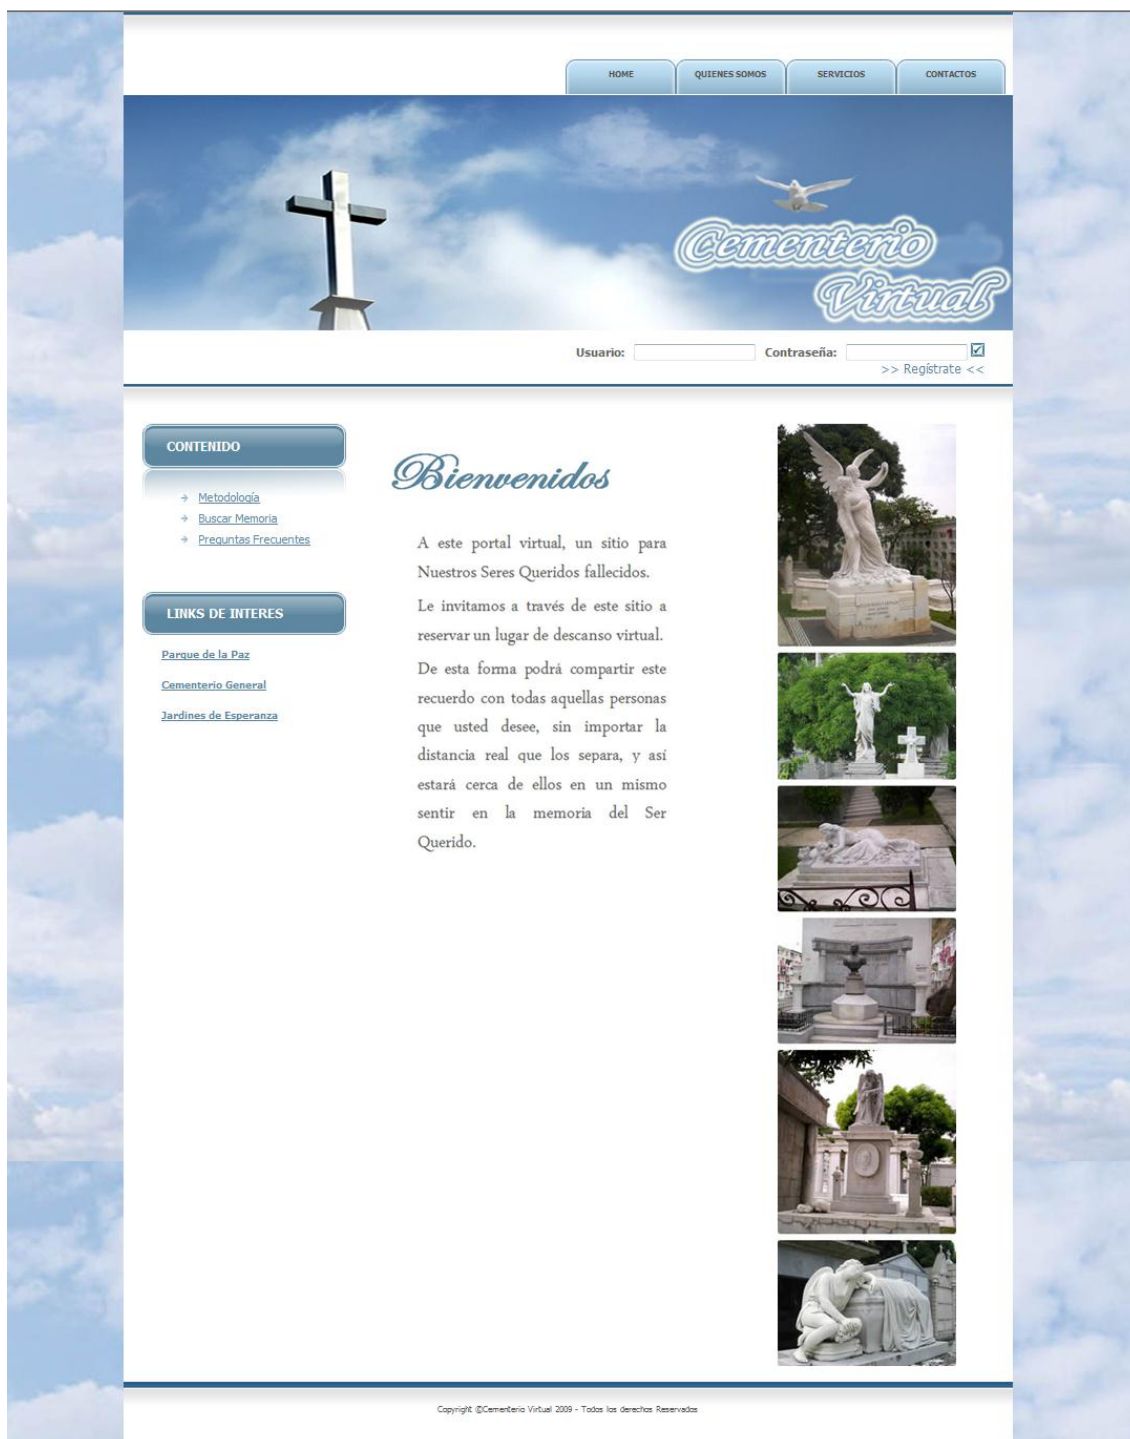 HOME
QUIENES SOMOS
SERVICIOS
CONTACTOS
Cementerio
Virtual
Usuario:
Contraseña:
>> Regístrate <<
CONTENIDO
Metodología
Buscar Memoria
Preguntas Frecuentes
LINKS DE INTERES
Parque de la Paz
Cementerio General
Jardines de Esperanza
Bienvenidos
A este portal virtual, un sitio para
Nuestros Seres Queridos fallecidos.
Le invitamos a través de este sitio a
reservar un lugar de descanso virtual.
De esta forma podrá compartir este
recuerdo con todas aquellas personas
que usted desee, sin importar la
distancia real que los separa, y así
estará cerca de ellos en un mismo
sentir en la memoria del Ser
Querido.
Copyright ©Cementerio Virtual 2009 - Todos los derechos Reservados